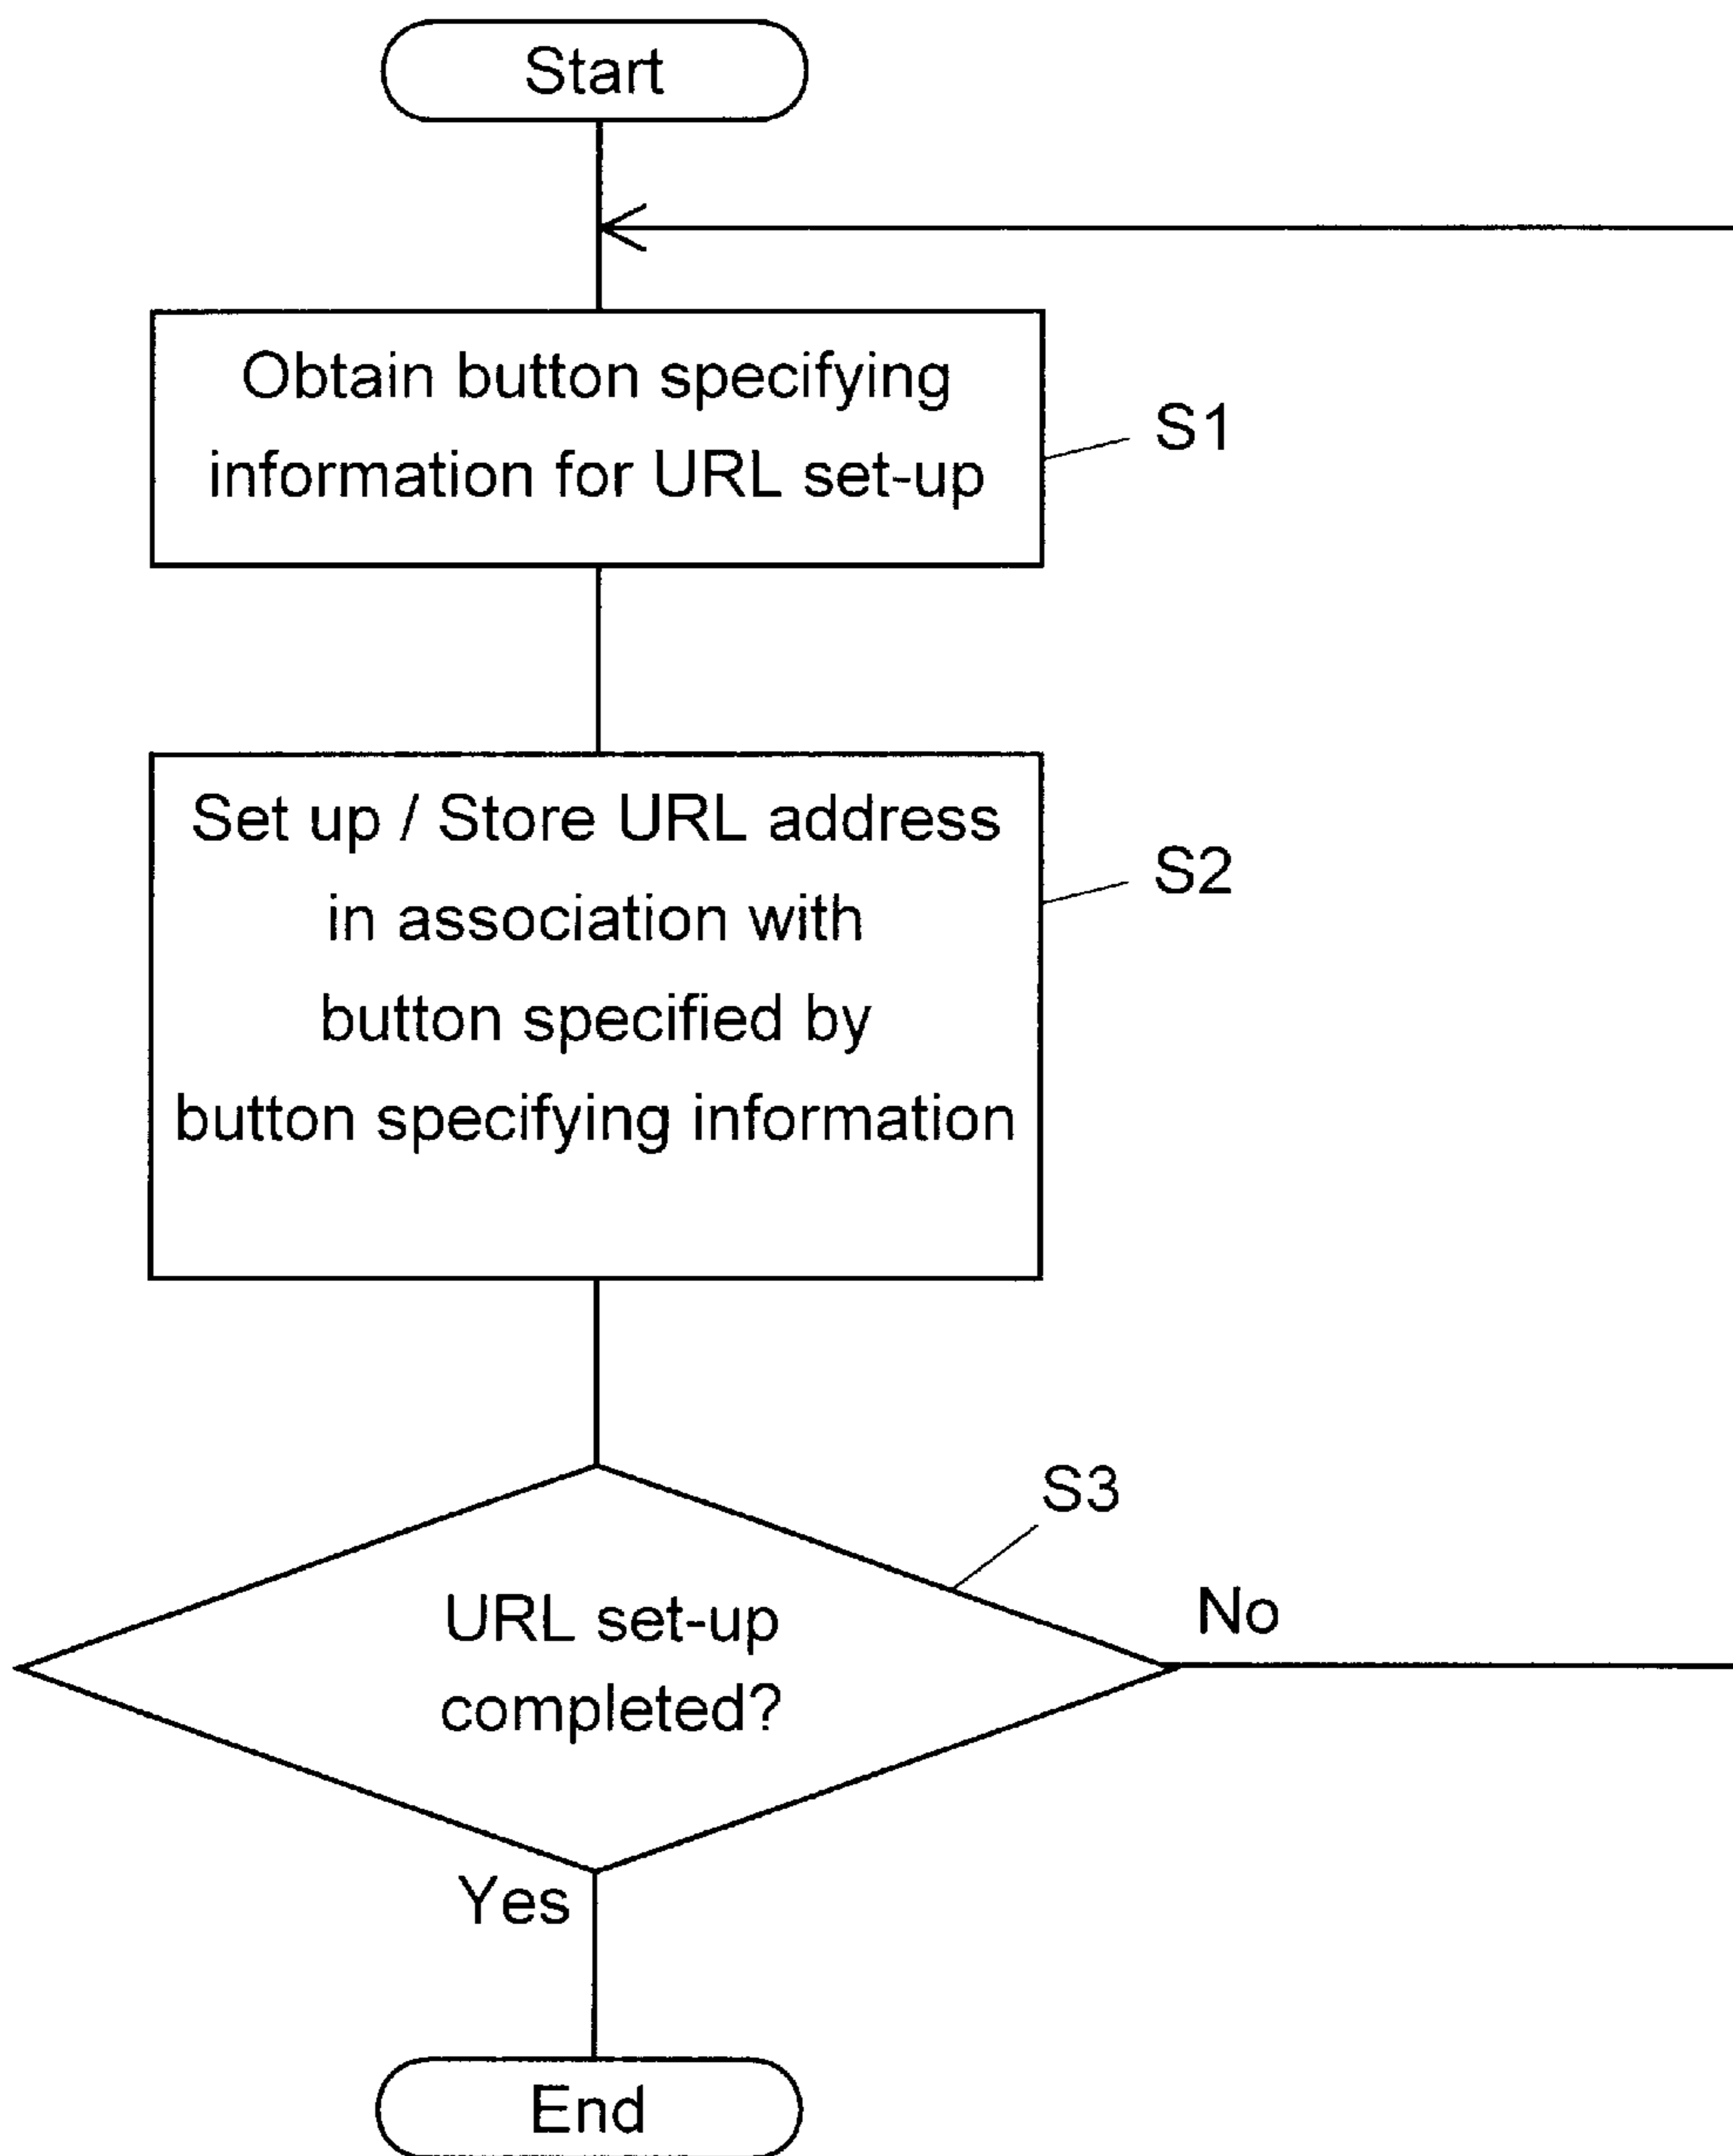 Start
Obtain button specifying
information for URL set-up
S1
Set up / Store URL address
in association with
button specified by
button specifying information
S2
S3
URL set-up
completed?
No
Yes
End